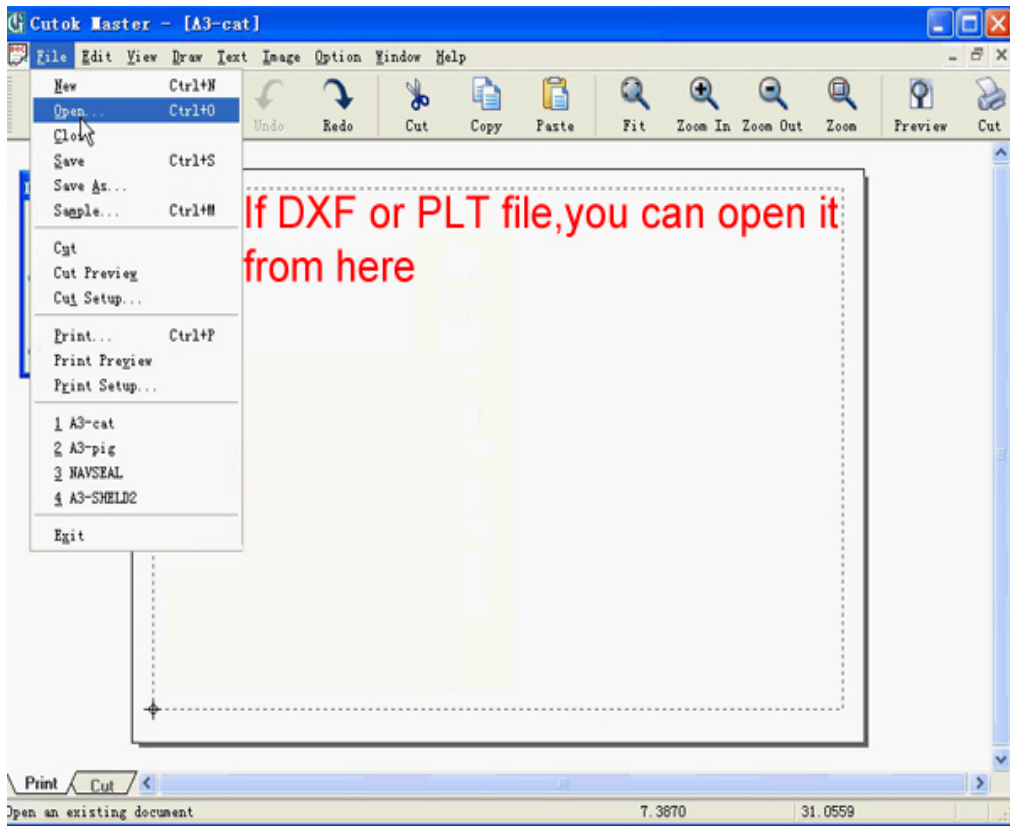 Cutok Master - [A3-cat]
File Edit View Draw Text Image Option Window Help
New Ctrl+N
Open... Ctrl+O
Close
Save Ctrl+S
Save As...
Sample... Ctrl+M
Cut
Cut Preview
Cut Setup...
Print... Ctrl+P
Print Preview
Print Setup...
1 A3-cat
2 A3-pig
3 NAVSEAL
4 A3-SHELD2
Exit
Undo Redo Cut Copy Paste Fit Zoom In Zoom Out Zoom Preview Cut
If DXF or PLT file,you can open it
from here
Print Cut
Open an existing document 7.3870 31.0559